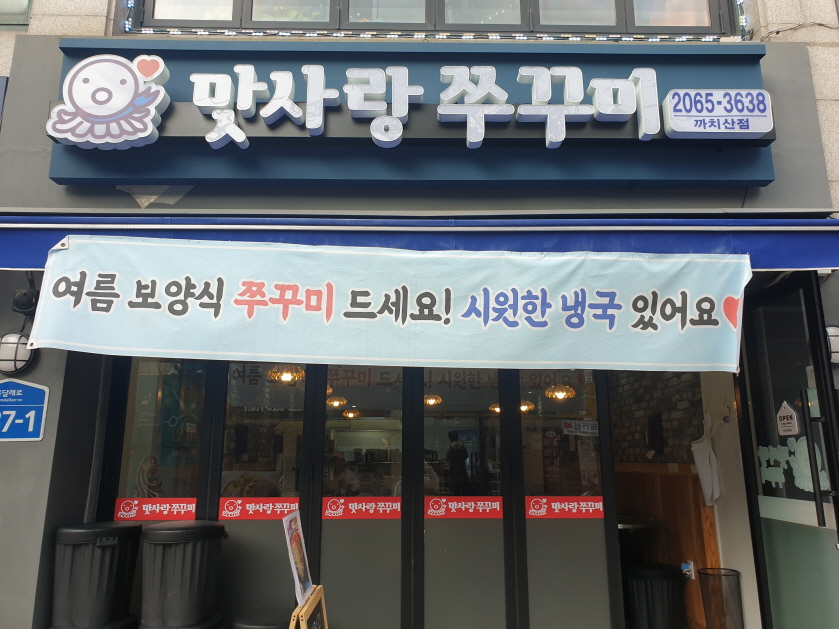 맛사랑 쭈꾸미
2065-3638
까치산점
여름 보양식 쭈꾸미 드세요! 시원한 냉국 있어요
7-1
맛사랑쭈꾸미
맛사랑쭈꾸미
맛사랑쭈꾸미
맛사랑쭈꾸미
맛사랑쭈꾸미
OPEN